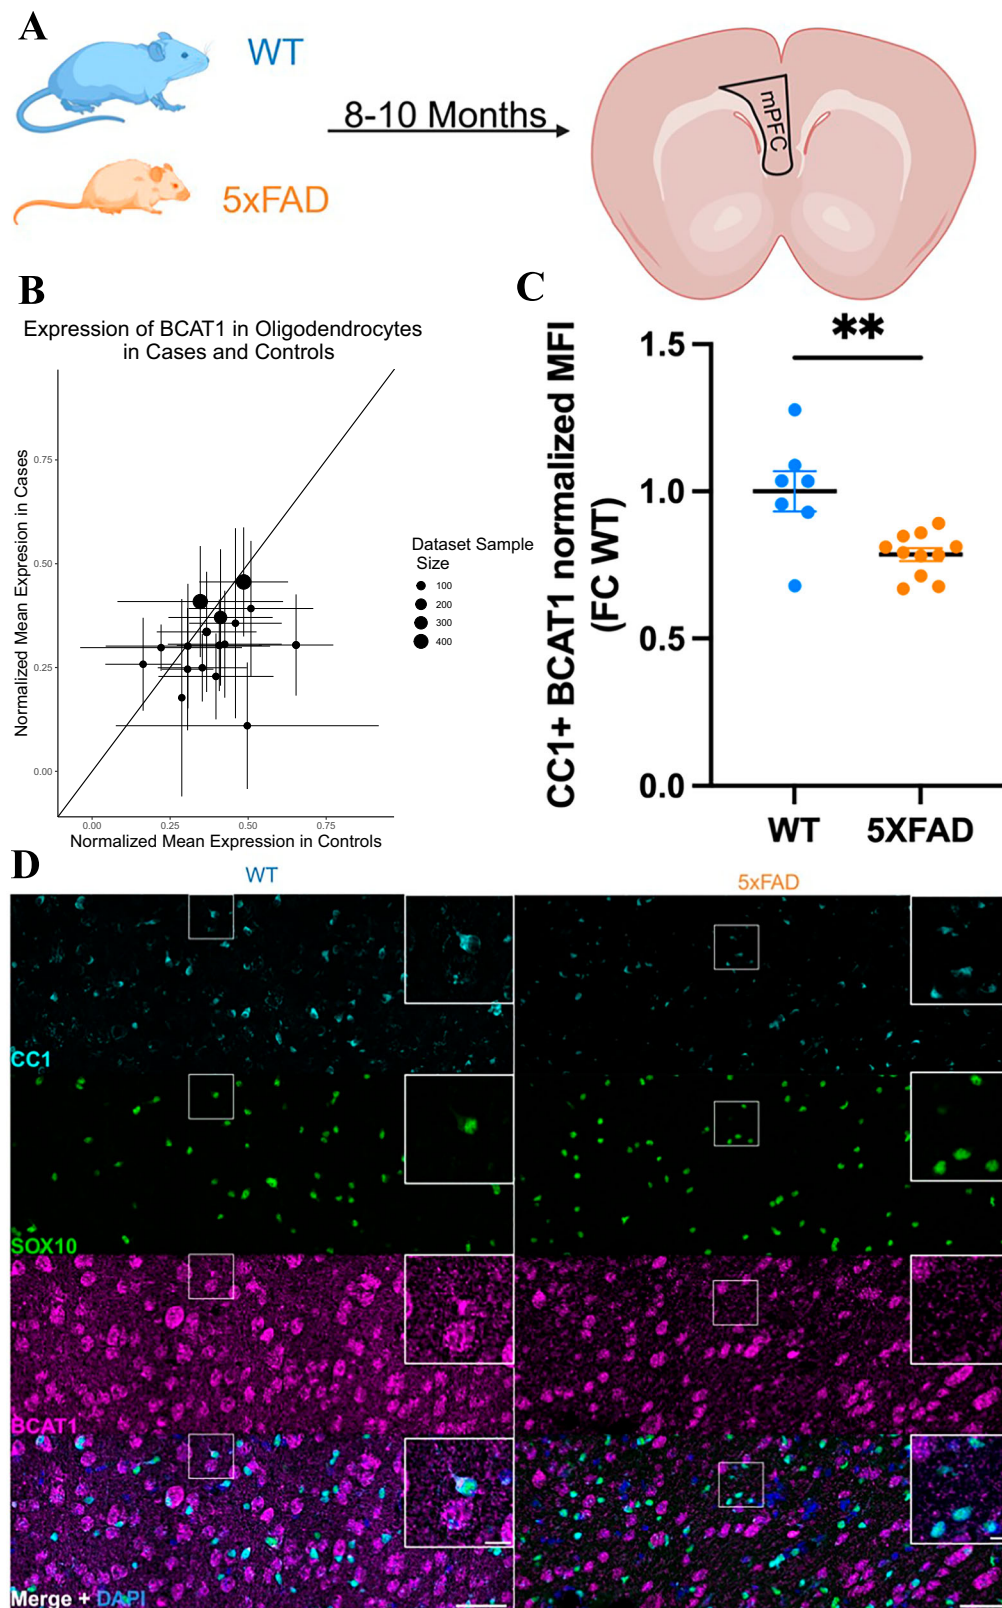 A
WT
5xFAD
8-10 Months
mPFC
B
Expression of BCAT1 in Oligodendrocytes
in Cases and Controls
Normalized Mean Expresion in Cases
0.75
0.50
0.25
0.00
0.00 0.25 0.50 0.75
Normalized Mean Expression in Controls
Dataset Sample
Size
100
200
300
400
C
CC1+ BCAT1 normalized MFI
(FC WT)
1.5
1.0
0.5
0.0
**
WT 5XFAD
D
WT 5xFAD
CC1
SOX10
BCAT1
Merge + DAPI